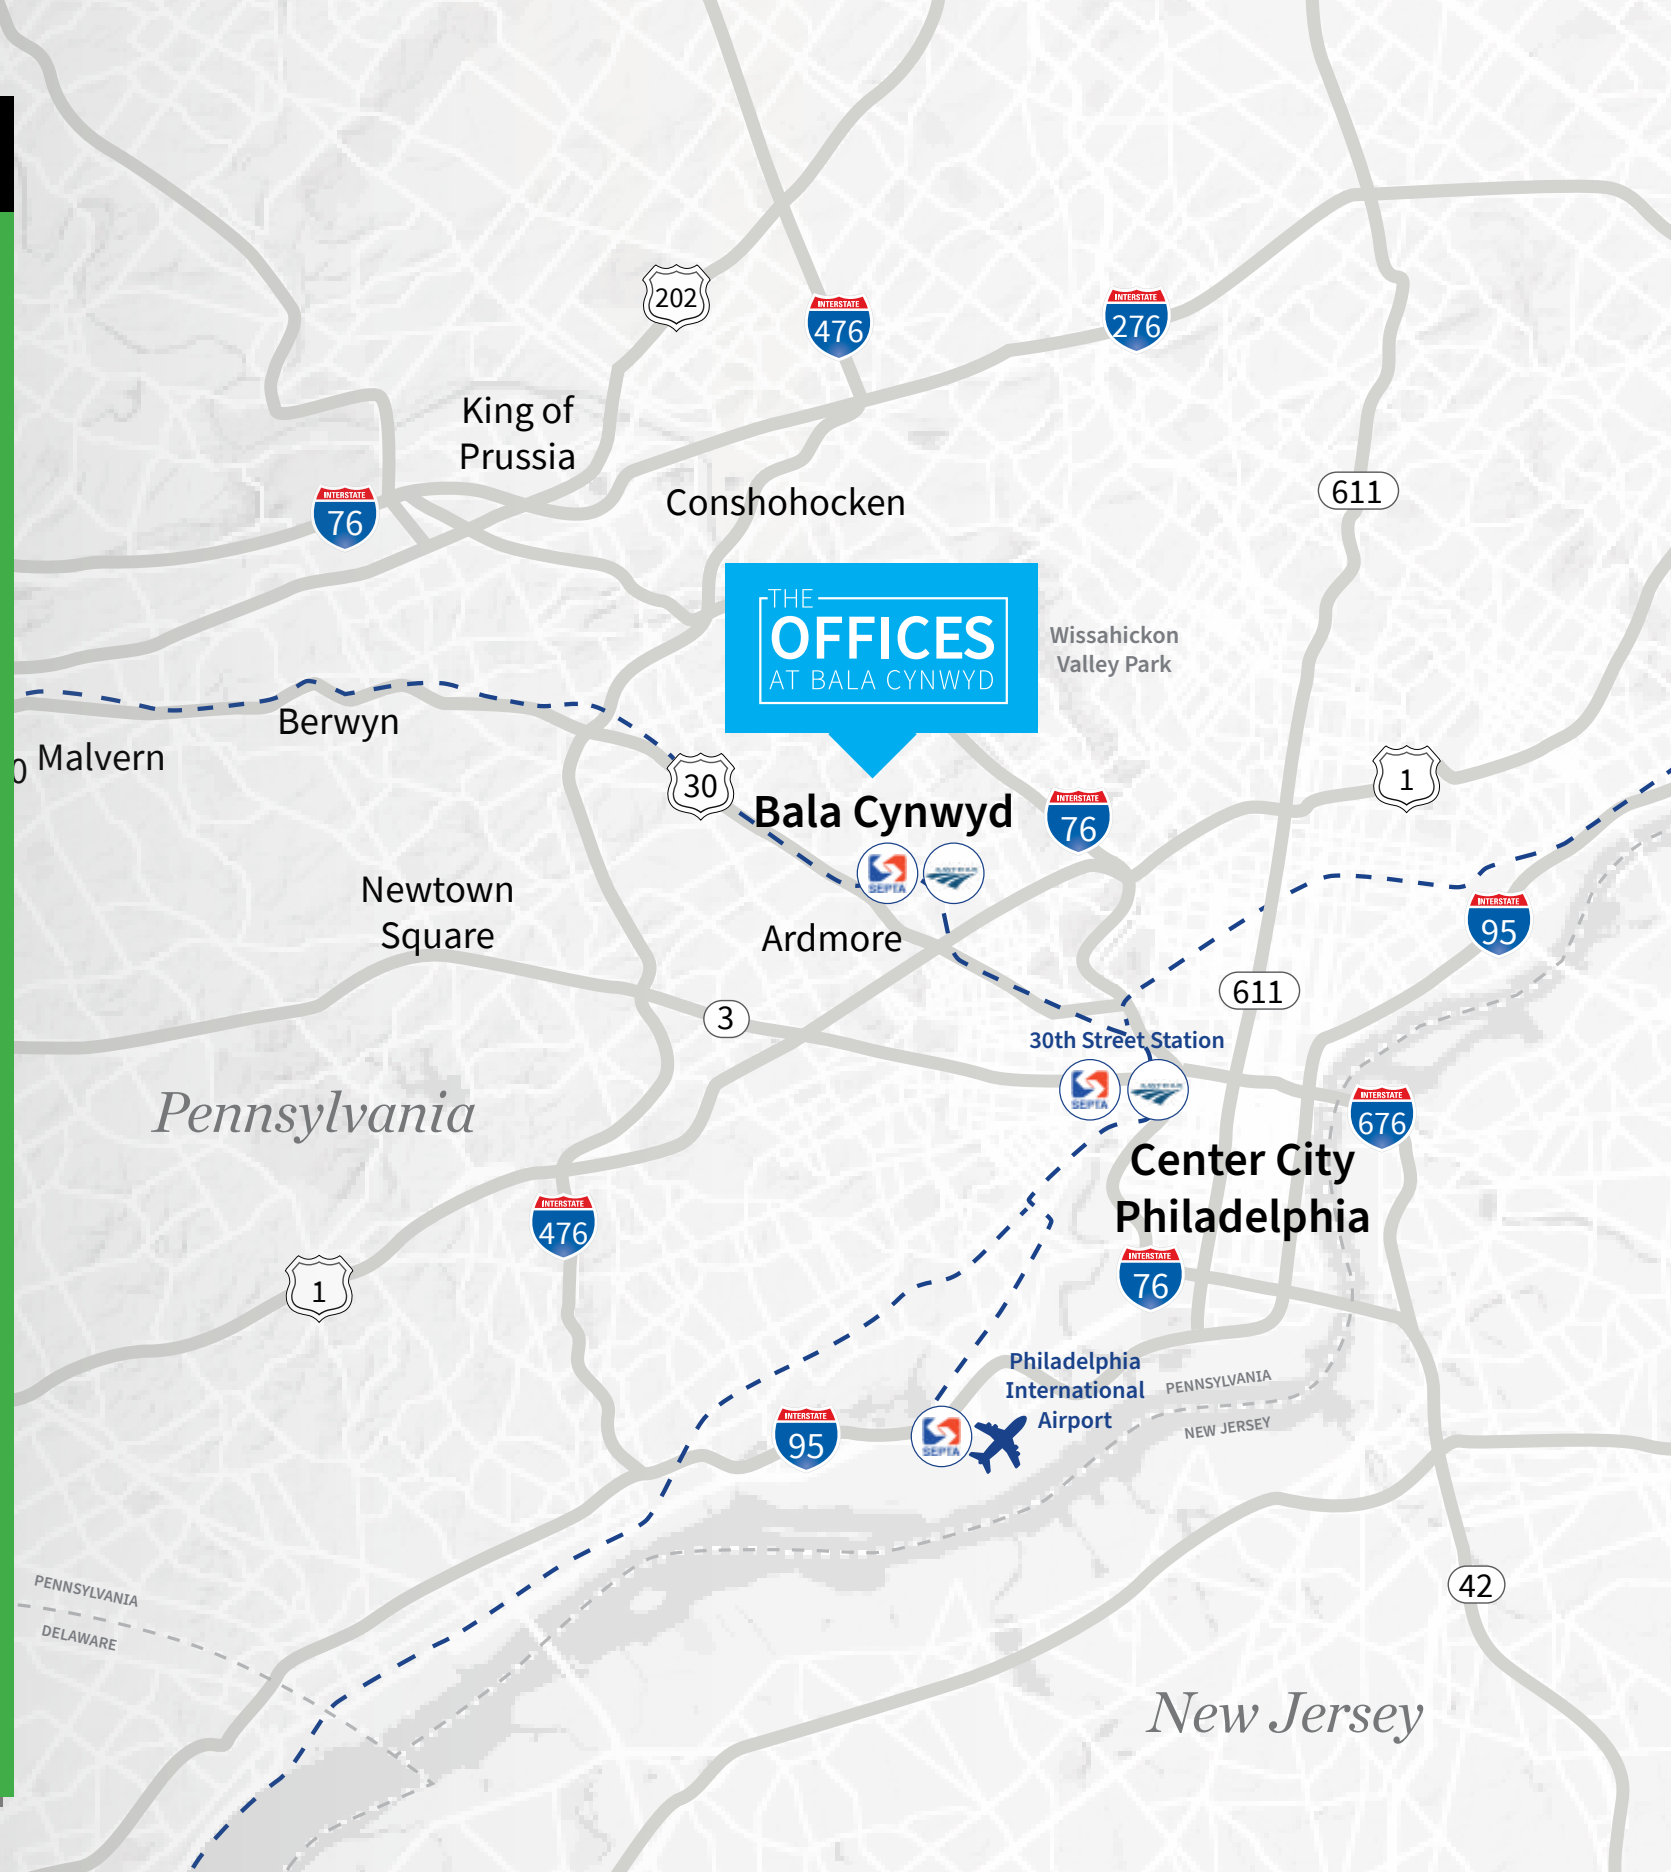 INTERSTATE
476
INTERSTATE
276
202
King of
Prussia
Conshohocken
INTERSTATE
76
611
THE
OFFICES
AT BALA CYNWYD
Wissahickon
Valley Park
Berwyn
0
Malvern
30
1
Bala Cynwyd
INTERSTATE
76
SEPTA
Newtown
Square
Ardmore
INTERSTATE
95
611
3
30th Street Station
SEPTA
Pennsylvania
INTERSTATE
676
Center City
Philadelphia
INTERSTATE
476
1
INTERSTATE
76
Philadelphia
International
Airport
PENNSYLVANIA
NEW JERSEY
INTERSTATE
95
SEPTA
PENNSYLVANIA
DELAWARE
42
New Jersey